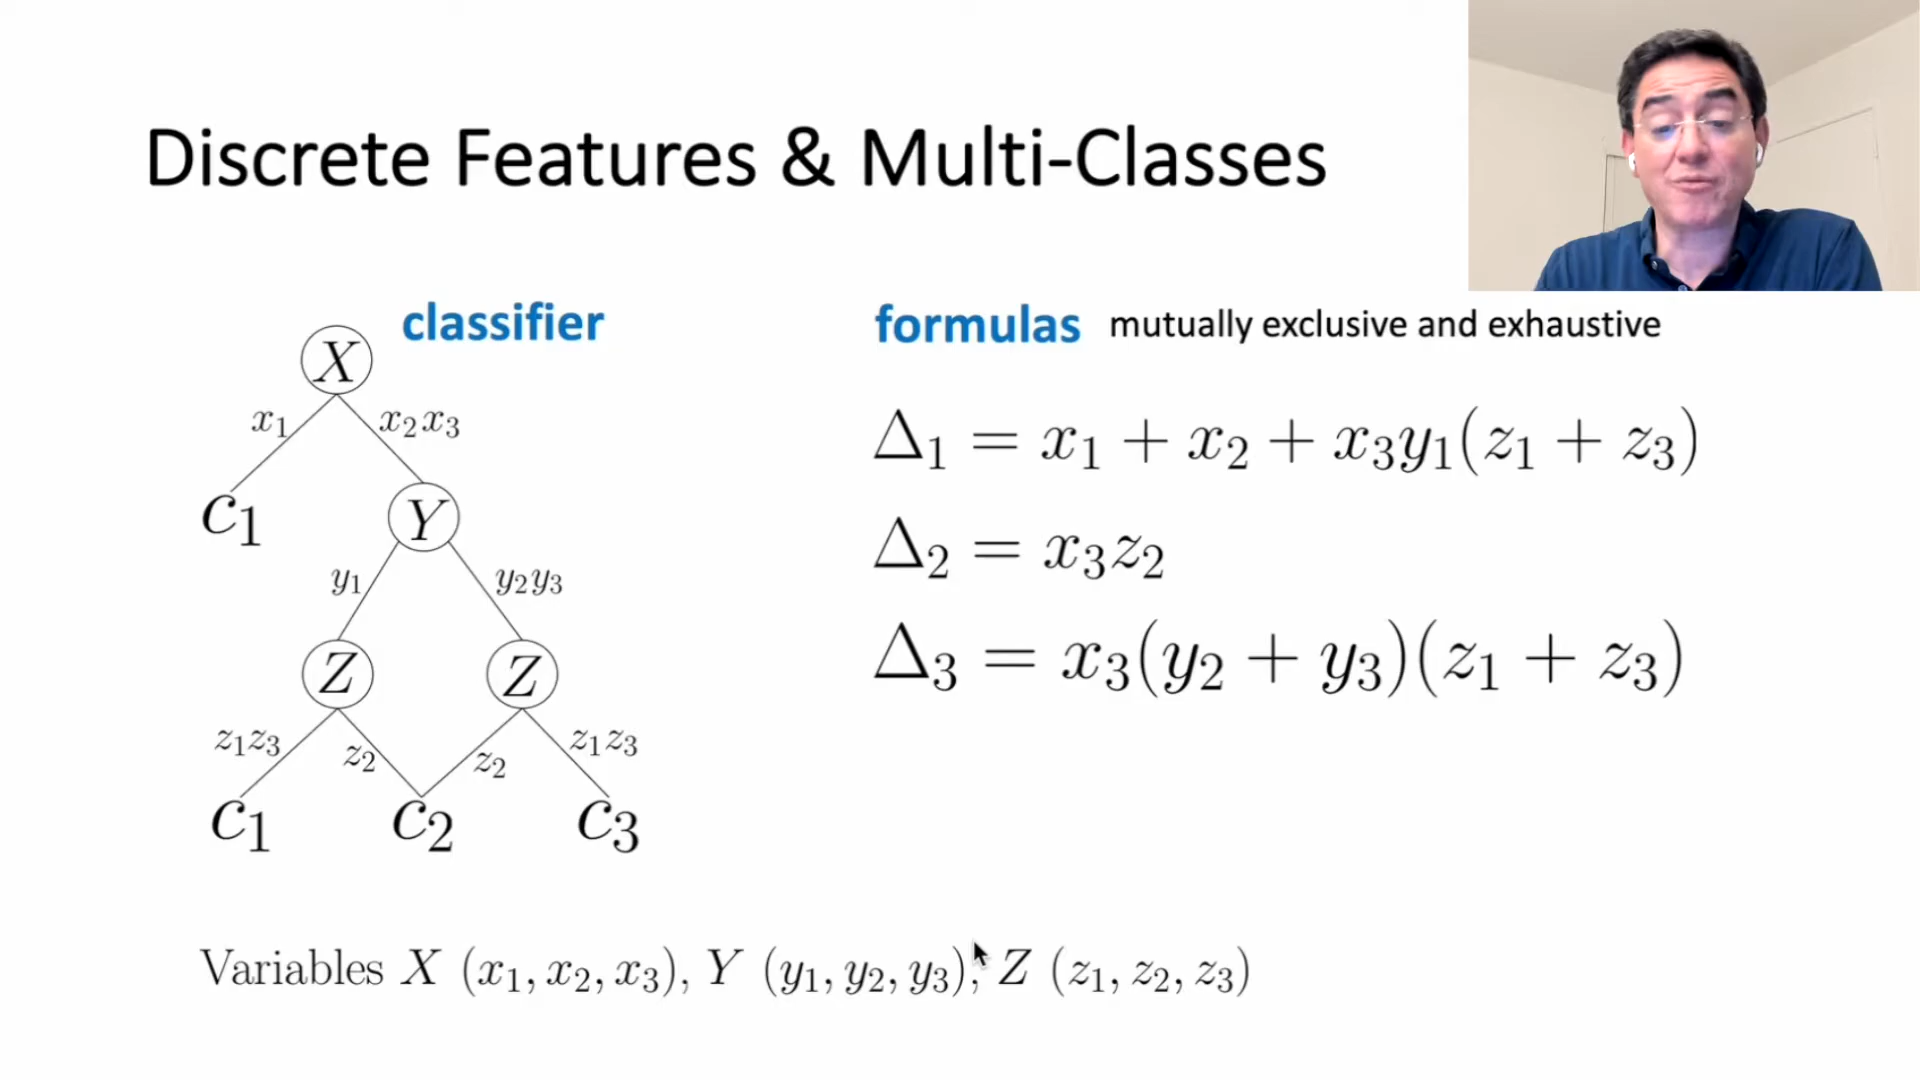 Discrete Features & Multi-Classes
classifier
X
x₁ x₂x₃
c₁ Y
y₁ y₂y₃
Z Z
z₁z₃ z₂ z₂ z₁z₃
c₁ c₂ c₃
formulas mutually exclusive and exhaustive
Δ₁ = x₁ + x₂ + x₃y₁(z₁ + z₃)
Δ₂ = x₃z₂
Δ₃ = x₃(y₂ + y₃)(z₁ + z₃)
Variables X (x₁, x₂, x₃), Y (y₁, y₂, y₃), Z (z₁, z₂, z₃)